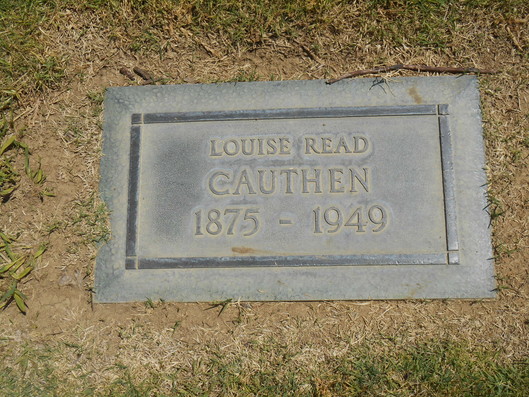 LOUISE READ
CAUTHEN
1875 - 1949